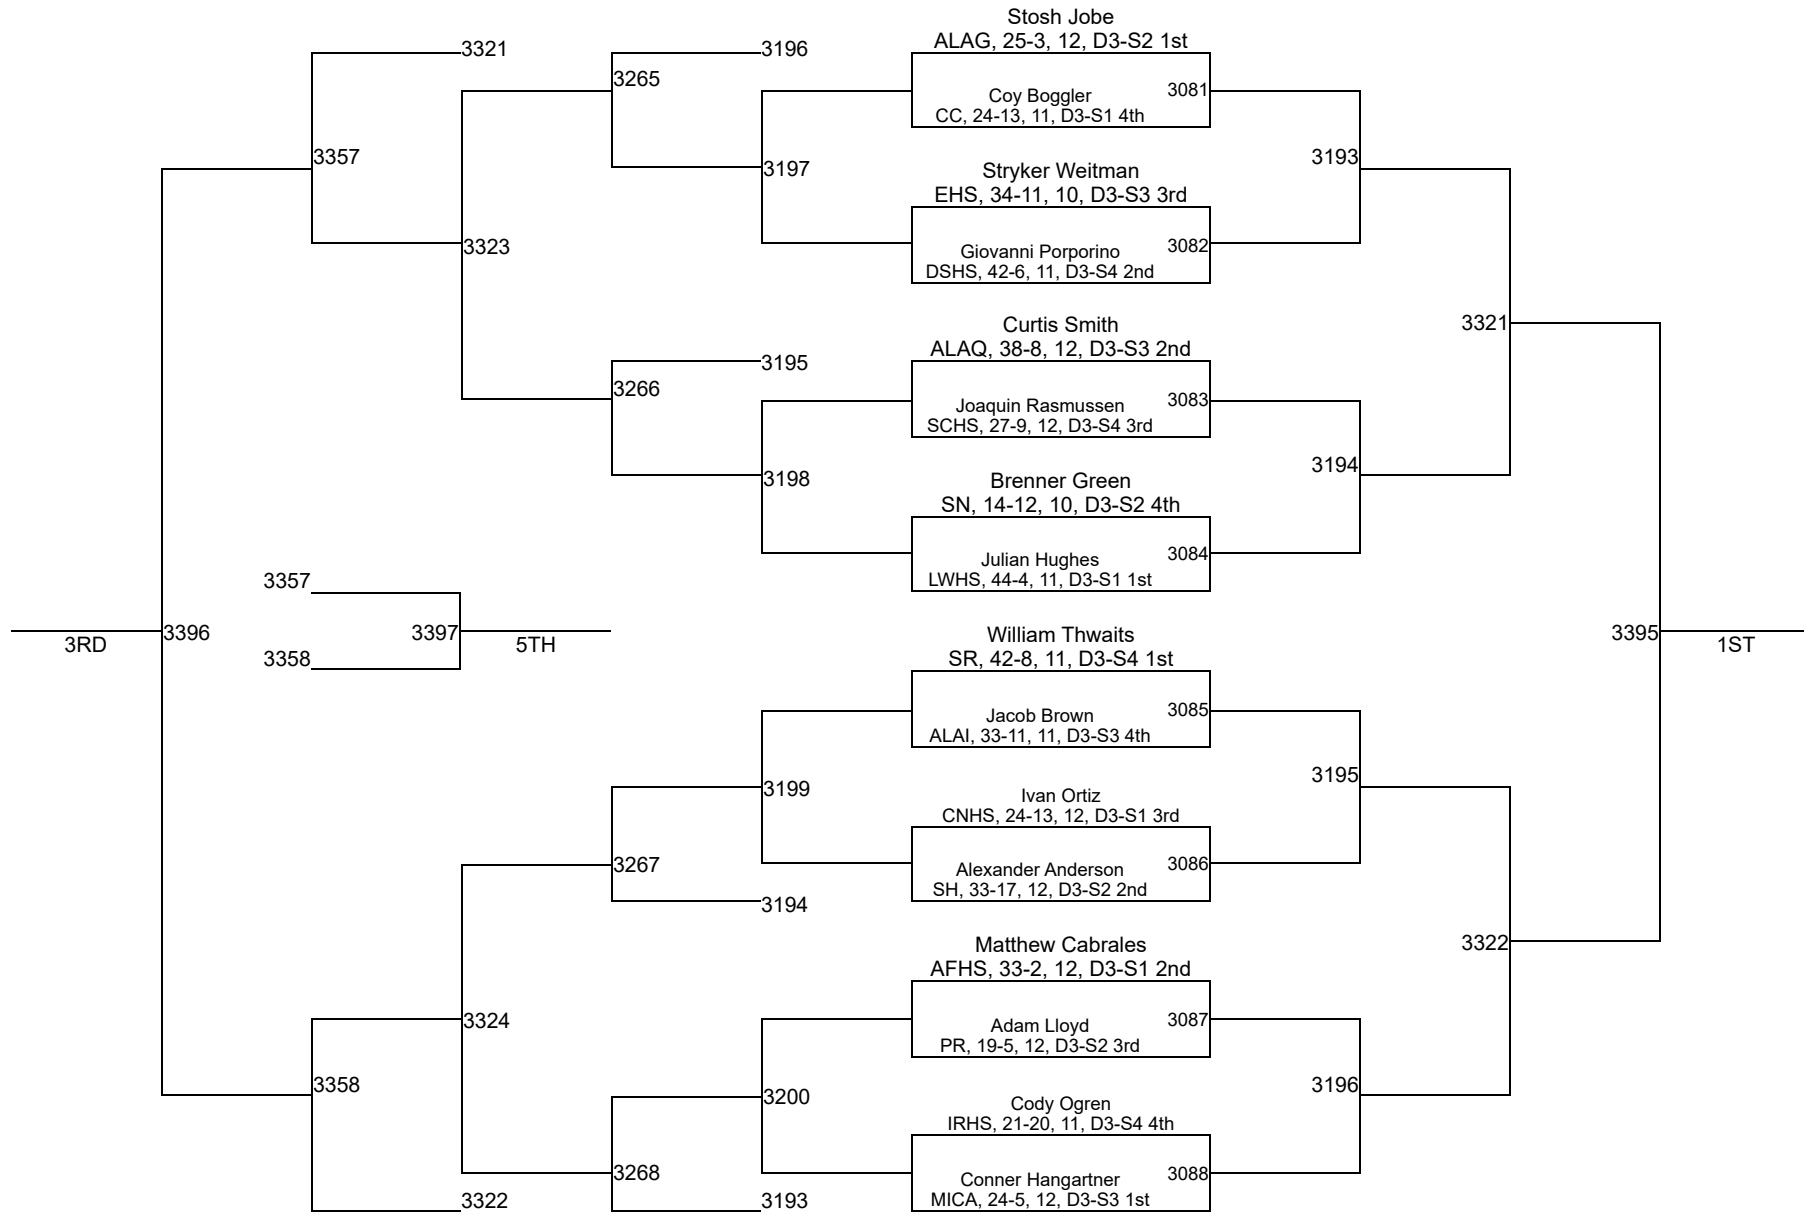 Stosh Jobe
ALAG, 25-3, 12, D3-S2 1st
3321
3196
3265
Coy Boggler
CC, 24-13, 11, D3-S1 4th
3081
3357
3197
Stryker Weitman
EHS, 34-11, 10, D3-S3 3rd
3193
3323
Giovanni Porporino
DSHS, 42-6, 11, D3-S4 2nd
3082
Curtis Smith
ALAQ, 38-8, 12, D3-S3 2nd
3321
3195
3266
Joaquin Rasmussen
SCHS, 27-9, 12, D3-S4 3rd
3083
3198
Brenner Green
SN, 14-12, 10, D3-S2 4th
3194
Julian Hughes
LWHS, 44-4, 11, D3-S1 1st
3084
3357
3RD
3396
3397
5TH
3358
William Thwaits
SR, 42-8, 11, D3-S4 1st
3395
1ST
Jacob Brown
ALAI, 33-11, 11, D3-S3 4th
3085
3199
Ivan Ortiz
CNHS, 24-13, 12, D3-S1 3rd
3195
3267
Alexander Anderson
SH, 33-17, 12, D3-S2 2nd
3086
3194
Matthew Cabrales
AFHS, 33-2, 12, D3-S1 2nd
3322
3324
Adam Lloyd
PR, 19-5, 12, D3-S2 3rd
3087
3358
3200
Cody Ogren
IRHS, 21-20, 11, D3-S4 4th
3196
3268
Conner Hangartner
MICA, 24-5, 12, D3-S3 1st
3088
3322
3193